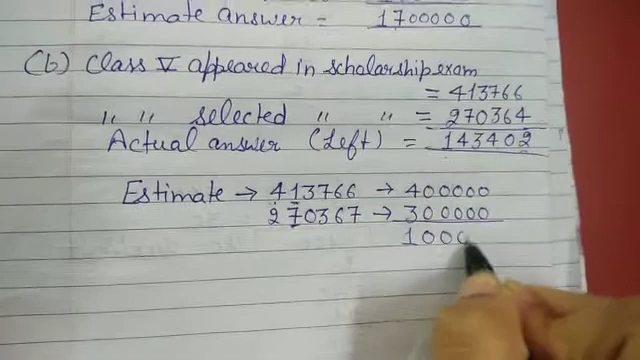 Estimate answer = 1700000
(b) Class V appeared in scholarship exam
= 413766
" " selected " " = 270364
Actual answer (Left) = 143402
Estimate → 413766 → 400000
270367 → 300000
1000